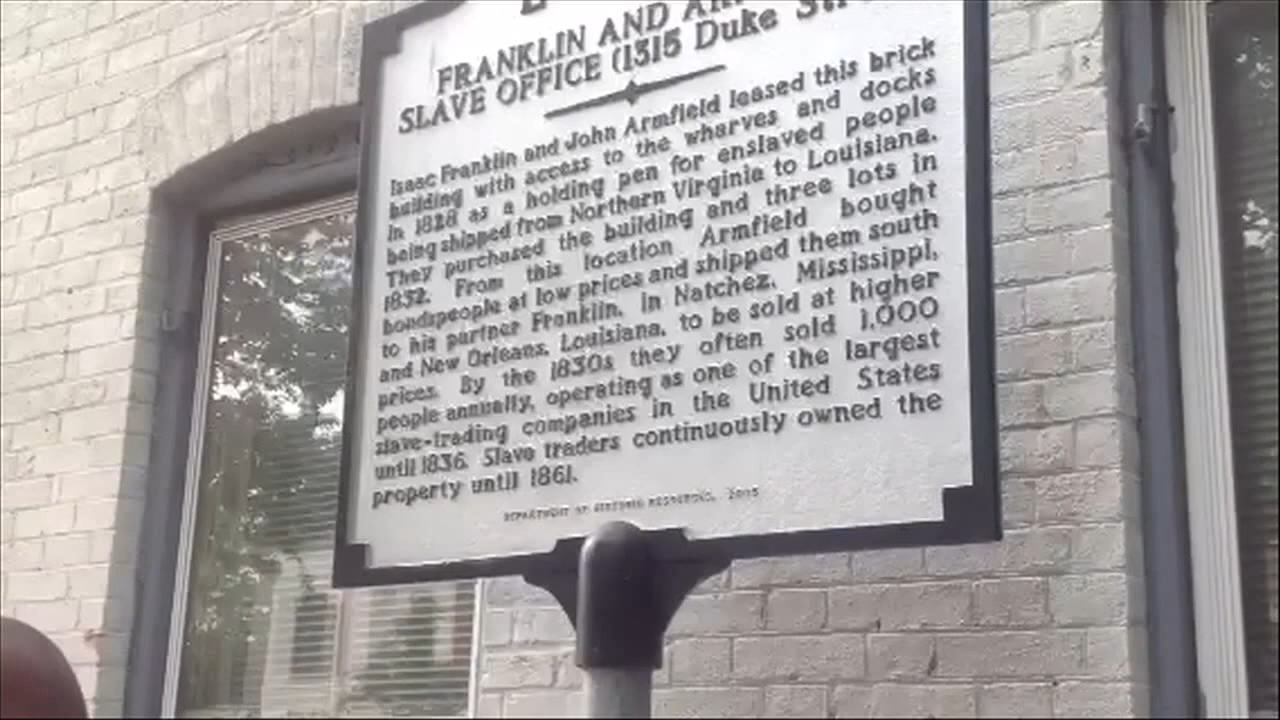 FRANKLIN AND
SLAVE OFFICE (1315 Duke
Isaac Franklin and John Armfield leased this brick
building with access to the wharves and docks
in 1828 as a holding pen for enslaved people
being shipped from Northern Virginia to Louisiana.
They purchased the building and three lots in
1832. From this location Armfield bought
bondspeople at low prices and shipped them south
to his partner Franklin, in Natchez, Mississippi,
and New Orleans, Louisiana, to be sold at higher
prices. By the 1830s they often sold 1,000
people annually, operating as one of the largest
slave-trading companies in the United States
until 1836. Slave traders continuously owned the
property until 1861.
DEPARTMENT OF HISTORIC RESOURCES, 2005